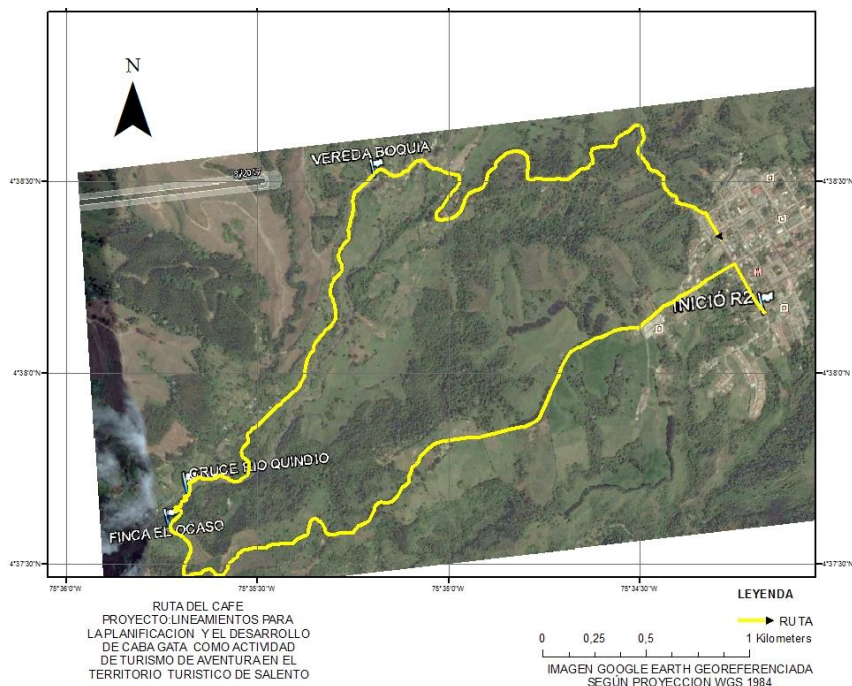 N
VEREDA BOQUIA
4°38'30"N
4°38'30"N
INICIÓ R2
4°38'0"N
4°38'0"N
CRUCE RIO QUINDIO
FINCA EL OCASO
4°37'30"N
4°37'30"N
75°36'0"W
75°35'30"W
75°35'0"W
75°34'30"W
RUTA DEL CAFE
PROYECTO:LINEAMIENTOS PARA
LA PLANIFICACION Y EL DESARROLLO
DE CABAGATA COMO ACTIVIDAD
DE TURISMO DE AVENTURA EN EL
TERRITORIO TURISTICO DE SALENTO
LEYENDA
RUTA
0 0,25 0,5 1 Kilometers
IMAGEN GOOGLE EARTH GEOREFERENCIADA
SEGÚN PROYECCION WGS 1984